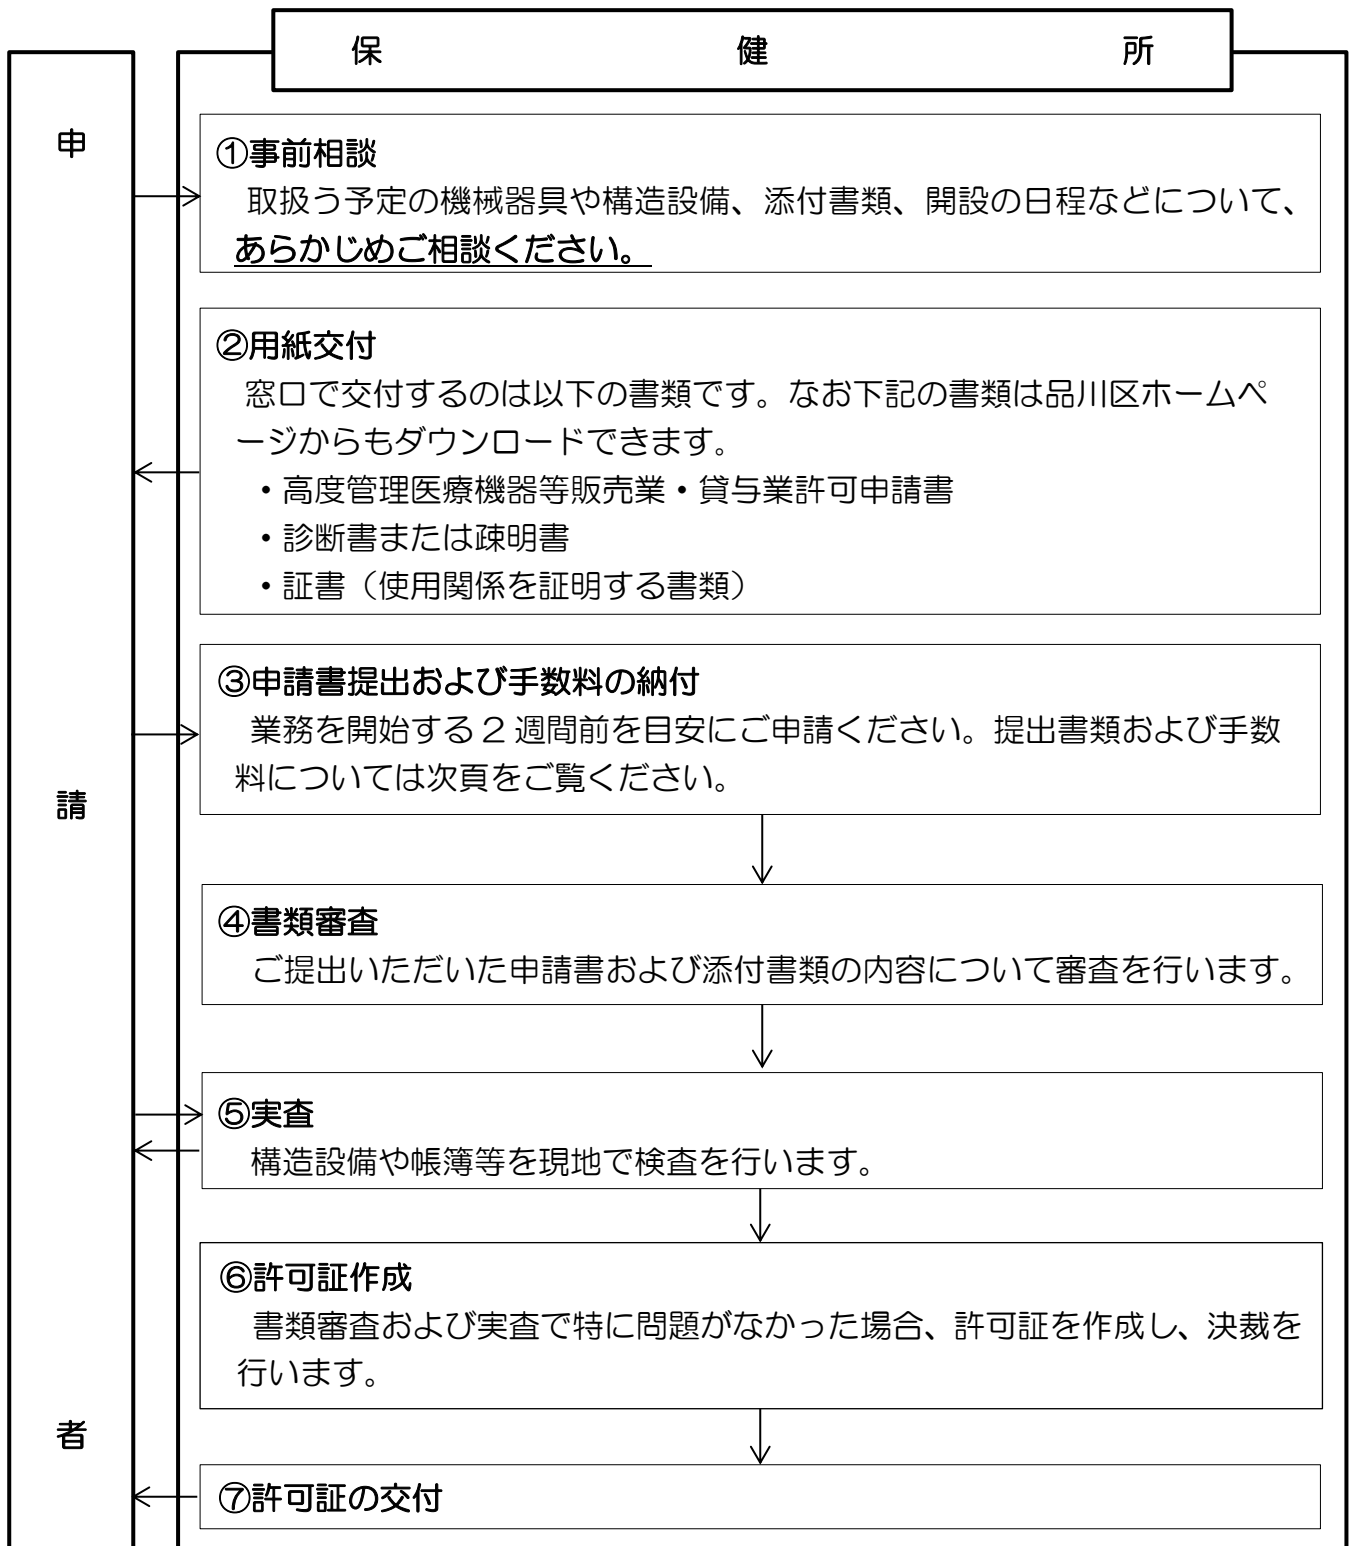 保健所
申請者
①事前相談
取扱う予定の機械器具や構造設備、添付書類、開設の日程などについて、
あらかじめご相談ください。
②用紙交付
窓口で交付するのは以下の書類です。なお下記の書類は品川区ホームペ
ージからもダウンロードできます。
・高度管理医療機器等販売業・貸与業許可申請書
・診断書または疎明書
・証書（使用関係を証明する書類）
③申請書提出および手数料の納付
業務を開始する2週間前を目安にご申請ください。提出書類および手数
料については次頁をご覧ください。
④書類審査
ご提出いただいた申請書および添付書類の内容について審査を行います。
⑤実査
構造設備や帳簿等を現地で検査を行います。
⑥許可証作成
書類審査および実査で特に問題がなかった場合、許可証を作成し、決裁を
行います。
⑦許可証の交付